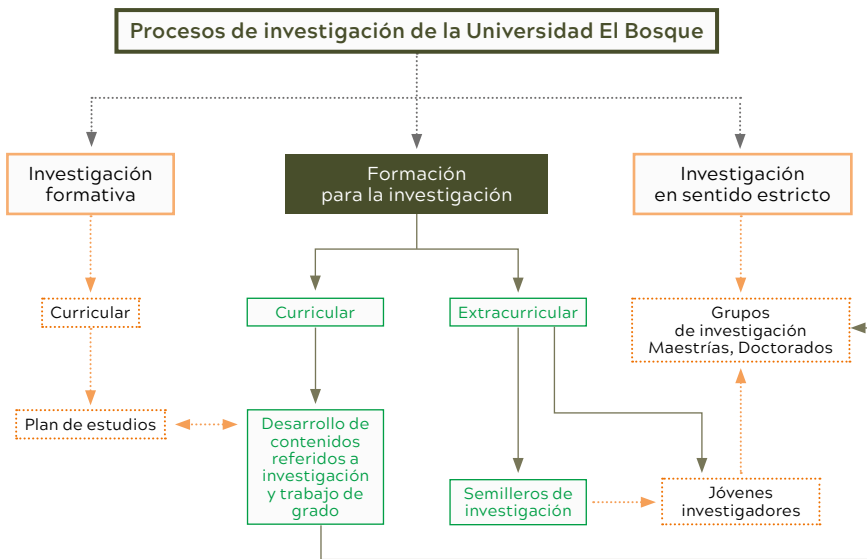 Procesos de investigación de la Universidad El Bosque
Investigación
formativa
Formación
para la investigación
Investigación
en sentido estricto
Curricular
Curricular
Extracurricular
Grupos
de investigación
Maestrías, Doctorados
Plan de estudios
Desarrollo de
contenidos
referidos a
investigación
y trabajo de
grado
Semilleros de
investigación
Jóvenes
investigadores